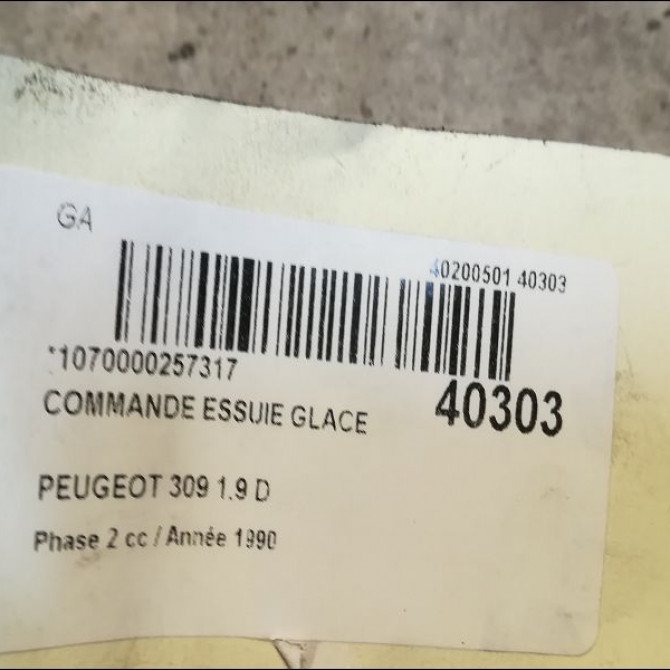 GA
40200501 40303
*1070000257317
40303
COMMANDE ESSUIE GLACE
PEUGEOT 309 1.9 D
Phase 2 cc / Année 1990